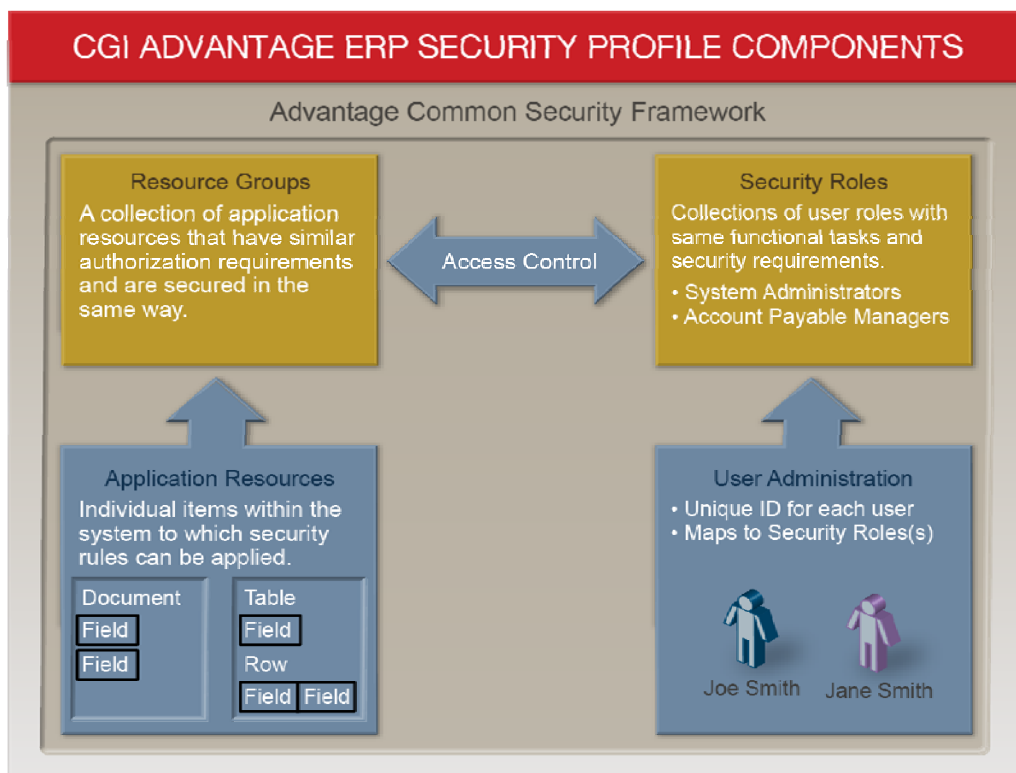 CGI ADVANTAGE ERP SECURITY PROFILE COMPONENTS
Advantage Common Security Framework
Resource Groups
A collection of application
resources that have similar
authorization requirements
and are secured in the
same way.
Access Control
Security Roles
Collections of user roles with
same functional tasks and
security requirements.
• System Administrators
• Account Payable Managers
Application Resources
Individual items within the
system to which security
rules can be applied.
Document
Field
Field
Table
Field
Row
Field Field
User Administration
• Unique ID for each user
• Maps to Security Roles(s)
Joe Smith
Jane Smith